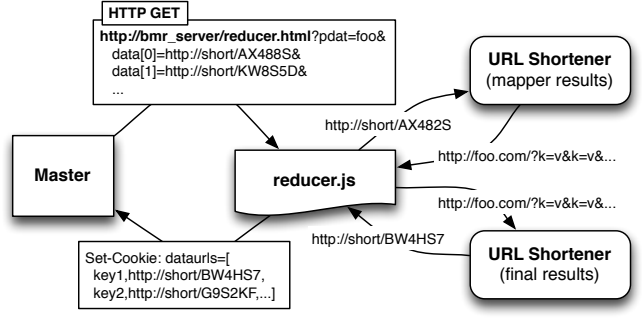 HTTP GET
http://bmr_server/reducer.html?pdat=foo&
data[0]=http://short/AX488S&
data[1]=http://short/KW8S5D&
...
URL Shortener
(mapper results)
http://short/AX482S
Master
reducer.js
http://foo.com/?k=v&k=v&...
http://foo.com/?k=v&k=v&...
http://short/BW4HS7
Set-Cookie: dataurls=[
key1,http://short/BW4HS7,
key2,http://short/G9S2KF,...]
URL Shortener
(final results)